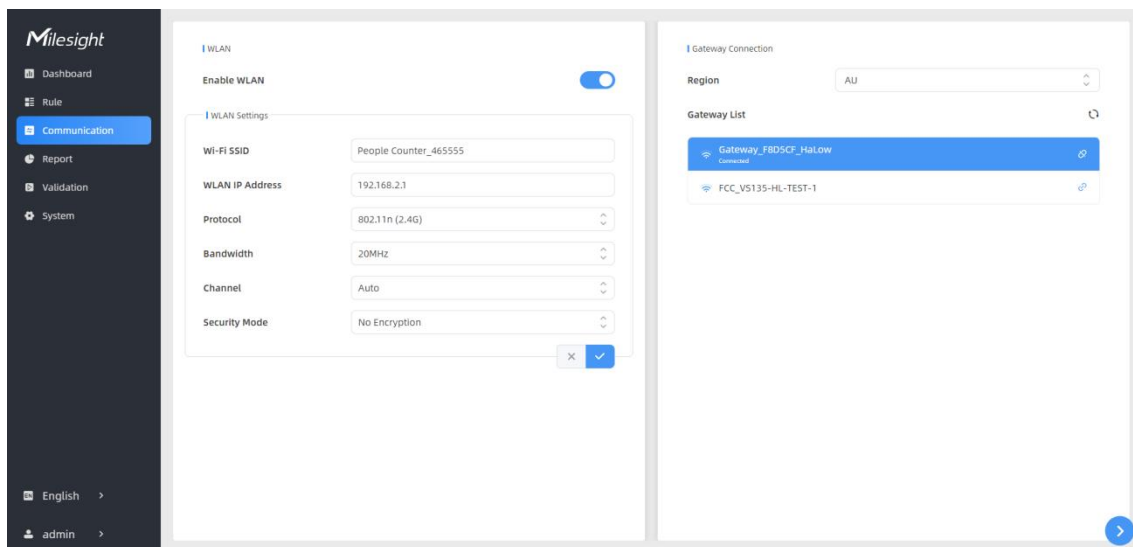 Milesight
Dashboard
Rule
Communication
Report
Validation
System
EN English >
admin >
WLAN
Enable WLAN
WLAN Settings
Wi-Fi SSID People Counter_465555
WLAN IP Address 192.168.2.1
Protocol 802.11n (2.4G)
Bandwidth 20MHz
Channel Auto
Security Mode No Encryption
Gateway Connection
Region AU
Gateway List
Gateway_F8D5CF_HaLow
Connected
FCC_VS135-HL-TEST-1